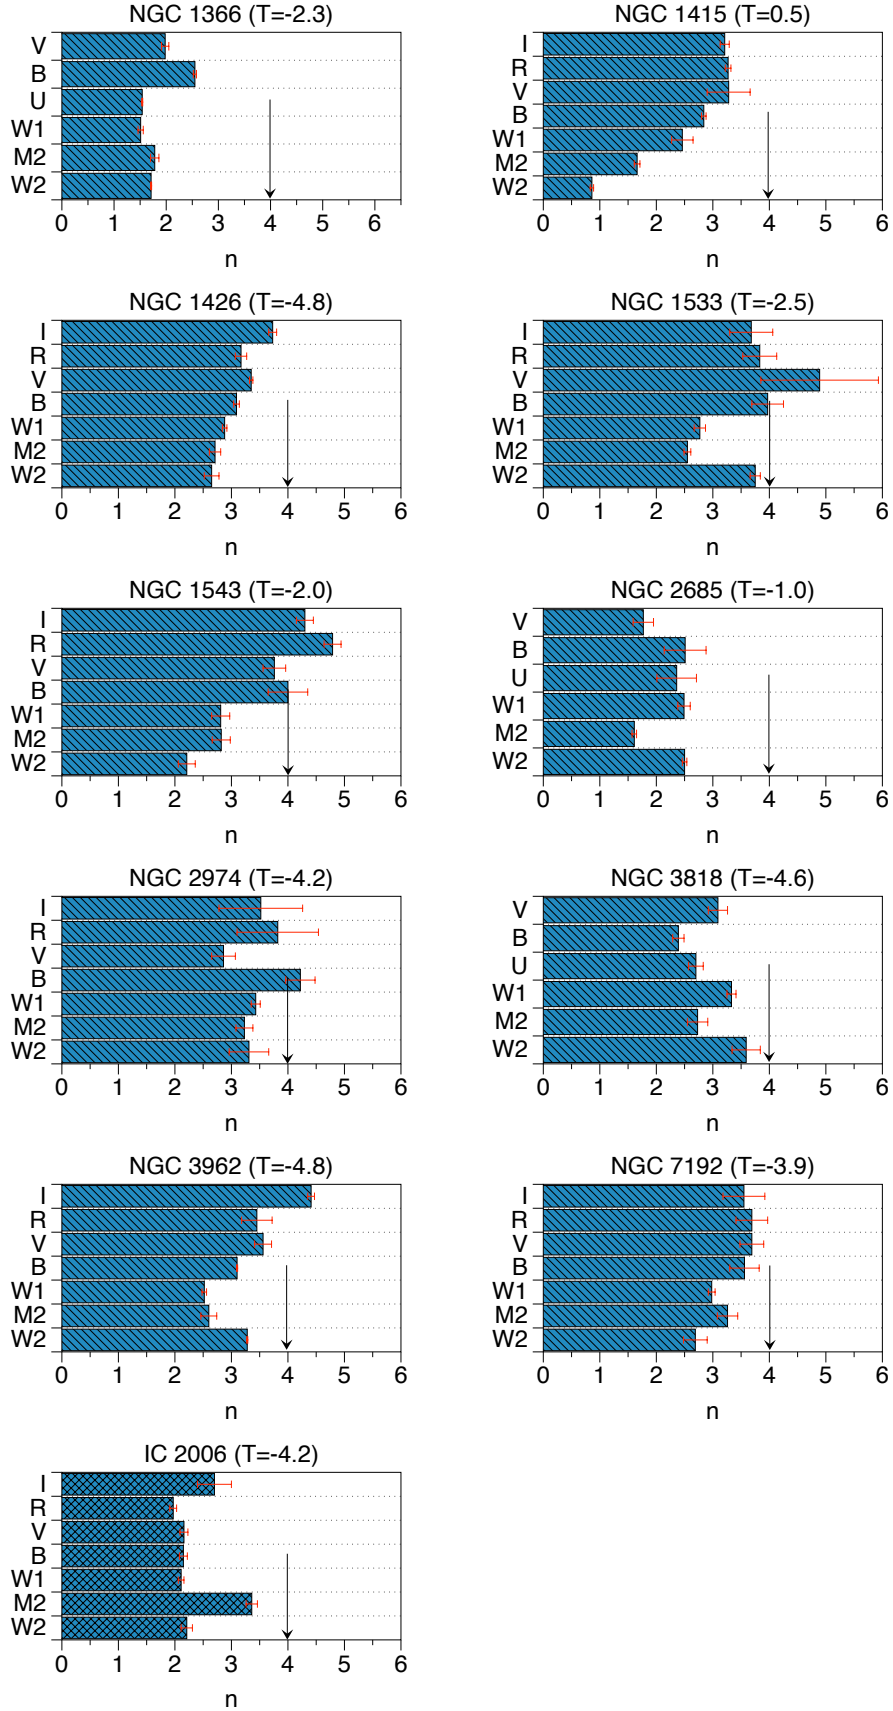 NGC 1366 (T=-2.3)
V
B
U
W1
M2
W2
0 1 2 3 4 5 6
n
NGC 1415 (T=0.5)
I
R
V
B
W1
M2
W2
0 1 2 3 4 5 6
n
NGC 1426 (T=-4.8)
I
R
V
B
W1
M2
W2
0 1 2 3 4 5 6
n
NGC 1533 (T=-2.5)
I
R
V
B
W1
M2
W2
0 1 2 3 4 5 6
n
NGC 1543 (T=-2.0)
I
R
V
B
W1
M2
W2
0 1 2 3 4 5 6
n
NGC 2685 (T=-1.0)
V
B
U
W1
M2
W2
0 1 2 3 4 5 6
n
NGC 2974 (T=-4.2)
I
R
V
B
W1
M2
W2
0 1 2 3 4 5 6
n
NGC 3818 (T=-4.6)
V
B
U
W1
M2
W2
0 1 2 3 4 5 6
n
NGC 3962 (T=-4.8)
I
R
V
B
W1
M2
W2
0 1 2 3 4 5 6
n
NGC 7192 (T=-3.9)
I
R
V
B
W1
M2
W2
0 1 2 3 4 5 6
n
IC 2006 (T=-4.2)
I
R
V
B
W1
M2
W2
0 1 2 3 4 5 6
n